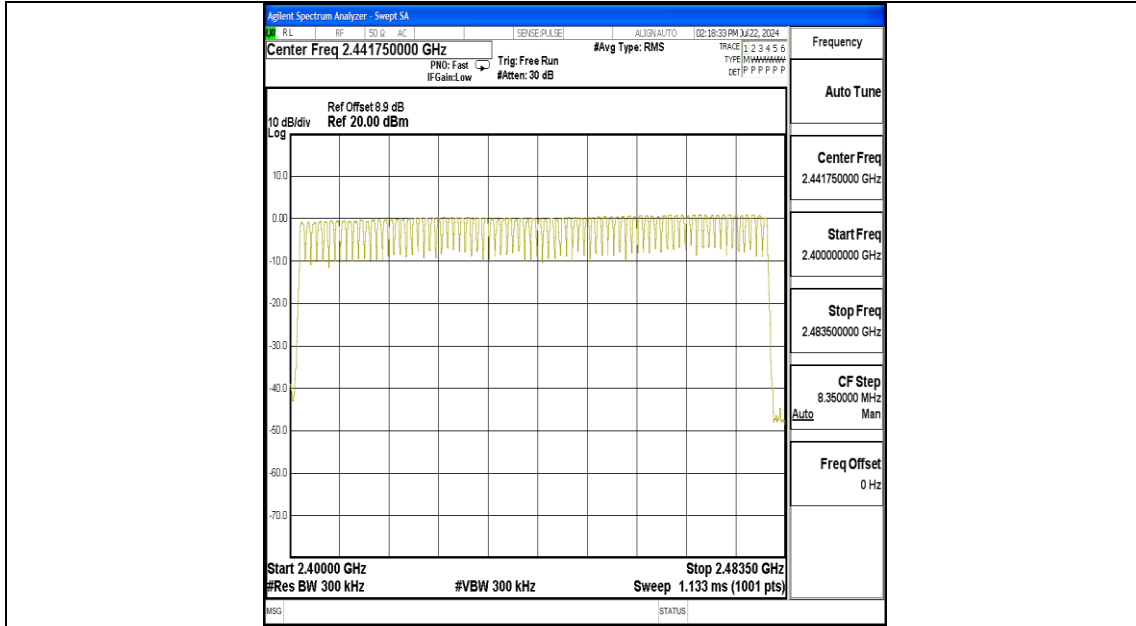 Agilent Spectrum Analyzer - Swept SA
RL RF 50 Ω AC SENSE:PULSE ALIGN AUTO 02:18:33 PM Jul 22, 2024
Center Freq 2.441750000 GHz
#Avg Type: RMS
TRACE 1 2 3 4 5 6
PNO: Fast
Trig: Free Run
TYPE
IFGain:Low
#Atten: 30 dB
DET P P P P P P
Frequency
Auto Tune
Ref Offset 8.9 dB
10 dB/div Ref 20.00 dBm
Log
10.0
0.00
-10.0
-20.0
-30.0
-40.0
-50.0
-60.0
-70.0
Center Freq
2.441750000 GHz
Start Freq
2.400000000 GHz
Stop Freq
2.483500000 GHz
CF Step
8.350000 MHz
Auto Man
Freq Offset
0 Hz
Start 2.40000 GHz Stop 2.48350 GHz
#Res BW 300 kHz #VBW 300 kHz Sweep 1.133 ms (1001 pts)
MSG STATUS